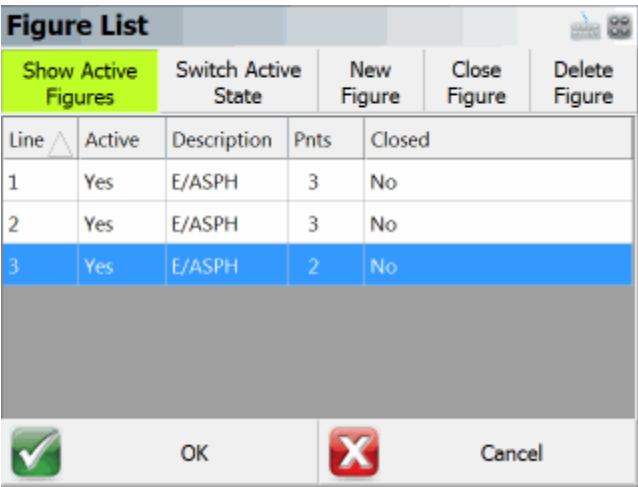 Figure List
Show Active Figures Switch Active State New Figure Close Figure Delete Figure
Line Active Description Pnts Closed
1 Yes E/ASPH 3 No
2 Yes E/ASPH 3 No
3 Yes E/ASPH 2 No
OK Cancel